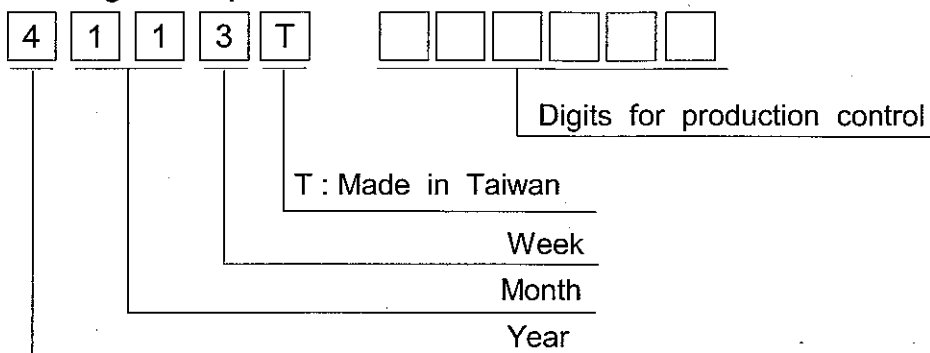 4 1 1 3 T
Digits for production control
T : Made in Taiwan
Week
Month
Year